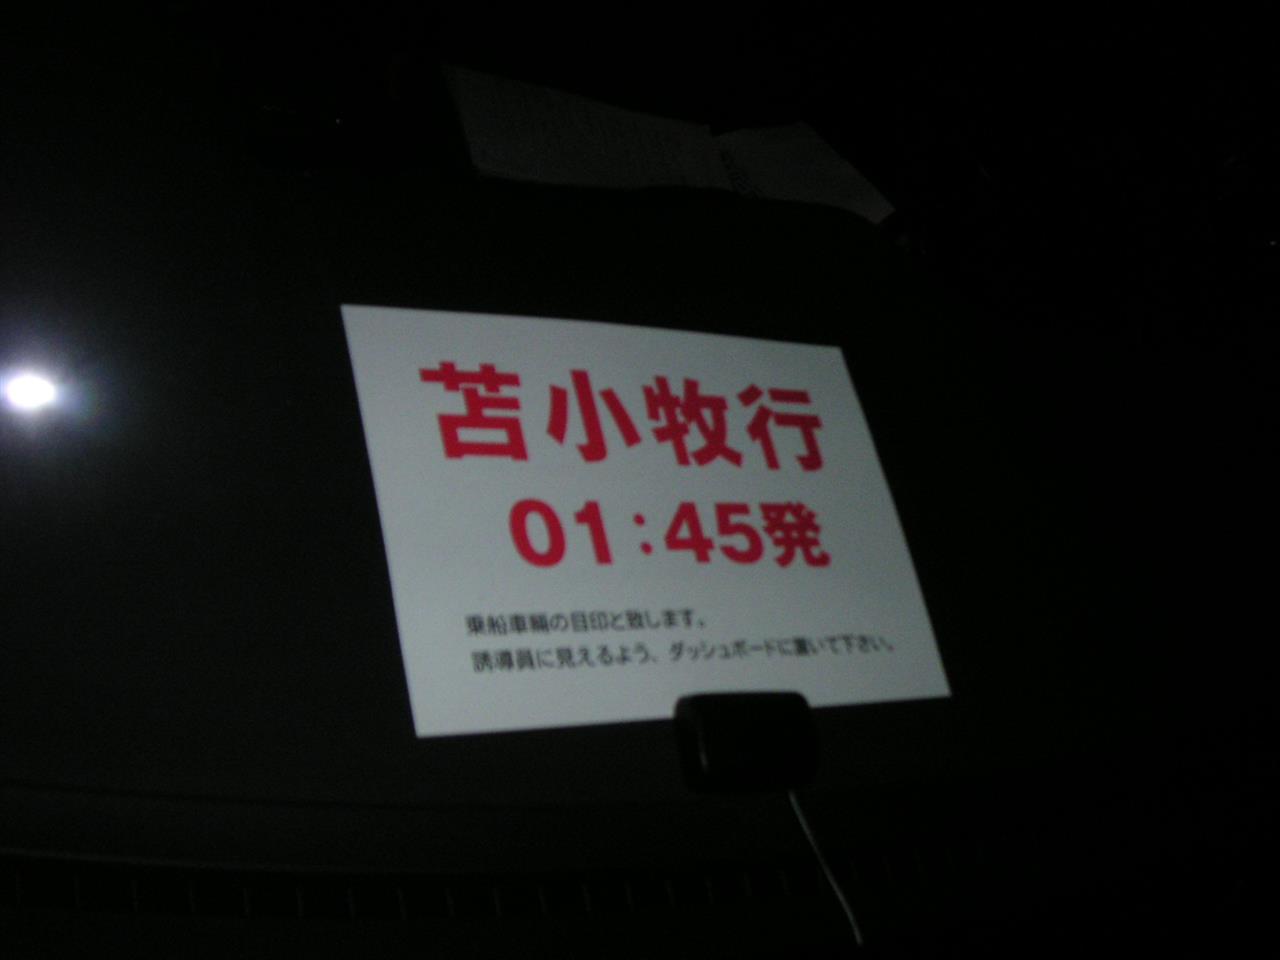 苫小牧行
01:45発
乗船車輛の目印と致します。
誘導員に見えるよう、ダッシュボードに置いて下さい。